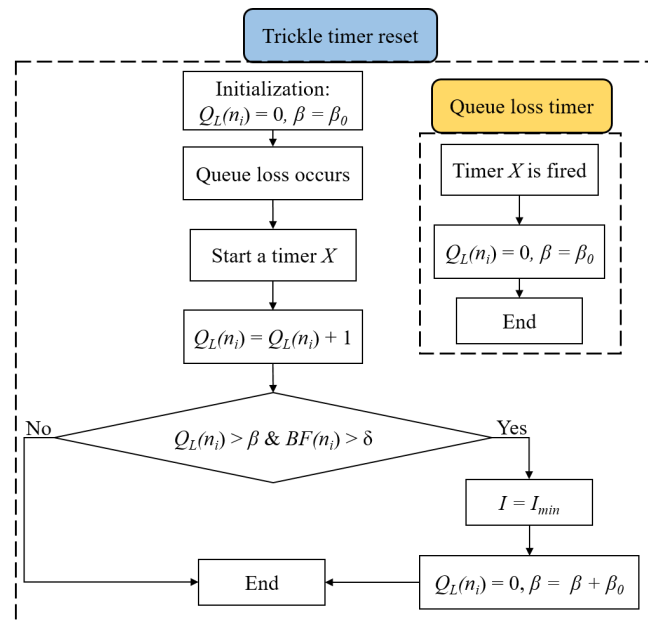 Trickle timer reset
Initialization:
Q_L(n_i) = 0, β = β_0
Queue loss occurs
Start a timer X
Q_L(n_i) = Q_L(n_i) + 1
Q_L(n_i) > β & BF(n_i) > δ
No
Yes
I = I_min
Q_L(n_i) = 0, β = β + β_0
End
Queue loss timer
Timer X is fired
Q_L(n_i) = 0, β = β_0
End